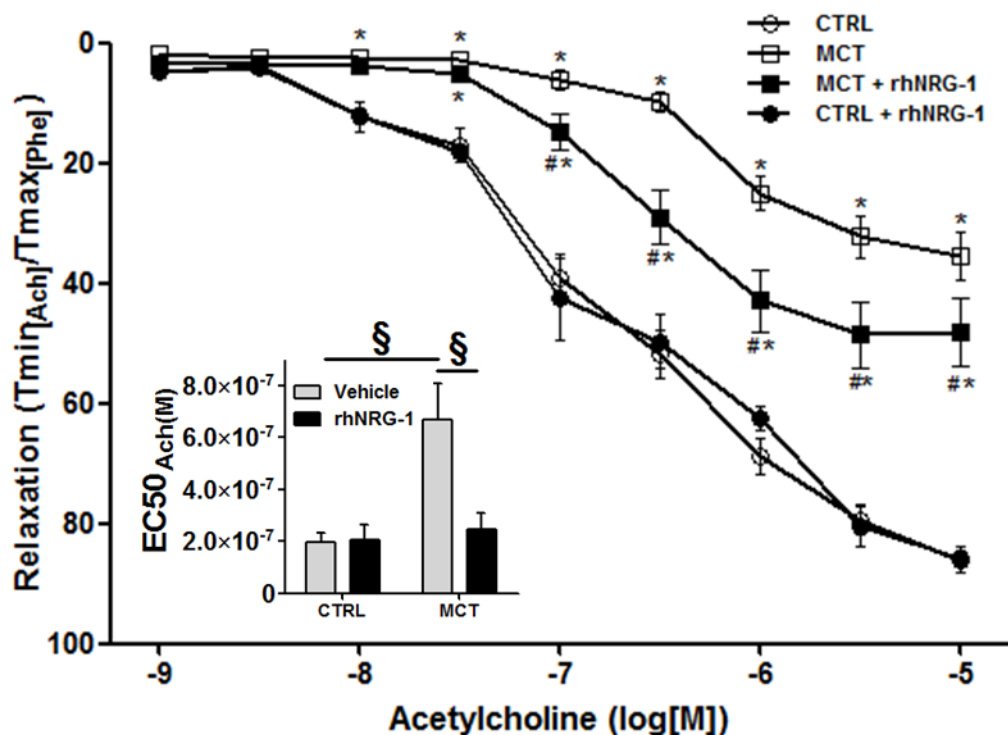 CTRL
MCT
MCT + rhNRG-1
CTRL + rhNRG-1
Relaxation (Tmin[Ach]/Tmax[Phe])
0
20
40
60
80
100
* * * * * * *
*
#* #* #* #* #*
§ §
Vehicle
rhNRG-1
EC50Ach(M)
8.0×10-7
6.0×10-7
4.0×10-7
2.0×10-7
0
CTRL MCT
-9 -8 -7 -6 -5
Acetylcholine (log[M])